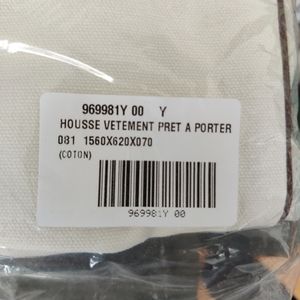 969981Y 00 Y
HOUSSE VETEMENT PRET A PORTER
081 1560X620X070
(COTON)
969981Y 00